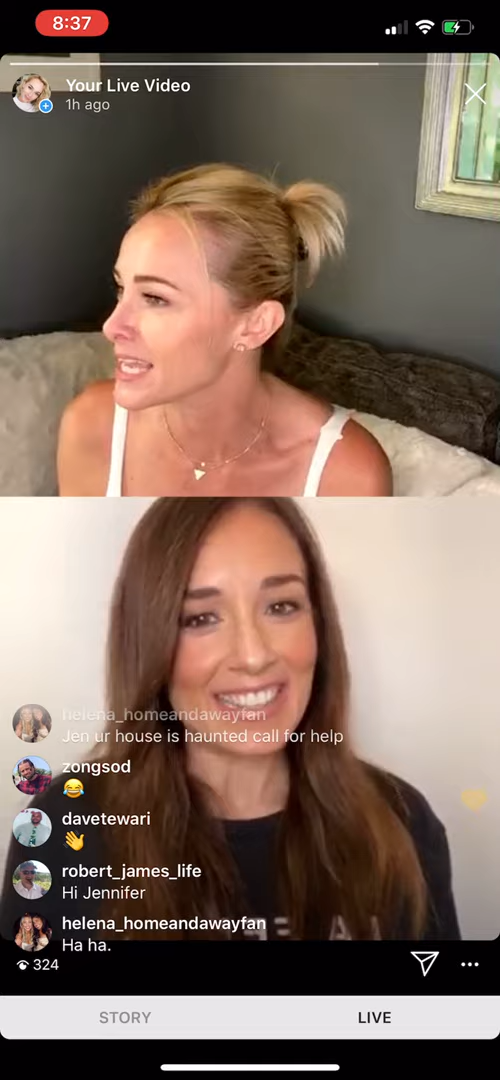 8:37
Your Live Video
1h ago
helena_homeandawayfan
Jen ur house is haunted call for help
zongsod
😂
davetewari
👋
robert_james_life
Hi Jennifer
helena_homeandawayfan
Ha ha.
324
STORY
LIVE